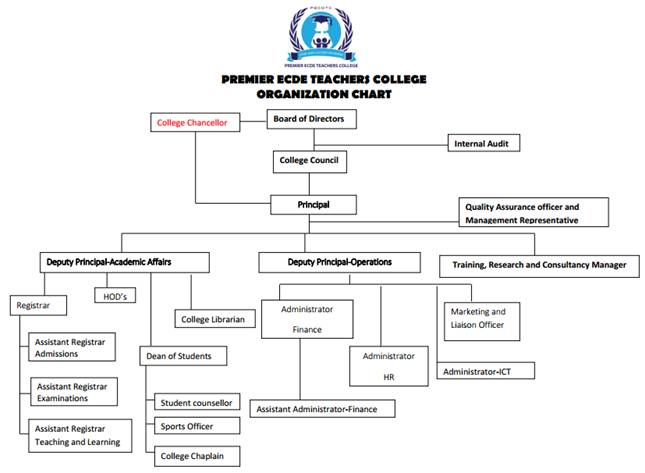 PBCDTC
PREMIER ECDE TEACHERS COLLEGE
PREMIER ECDE TEACHERS COLLEGE
ORGANIZATION CHART
College Chancellor
Board of Directors
Internal Audit
College Council
Principal
Quality Assurance officer and
Management Representative
Deputy Principal-Academic Affairs
Deputy Principal-Operations
Training, Research and Consultancy Manager
Registrar
HOD's
College Librarian
Administrator
Finance
Marketing and
Liaison Officer
Assistant Registrar
Admissions
Dean of Students
Administrator
HR
Administrator-ICT
Assistant Registrar
Examinations
Student counsellor
Assistant Administrator-Finance
Sports Officer
Assistant Registrar
Teaching and Learning
College Chaplain